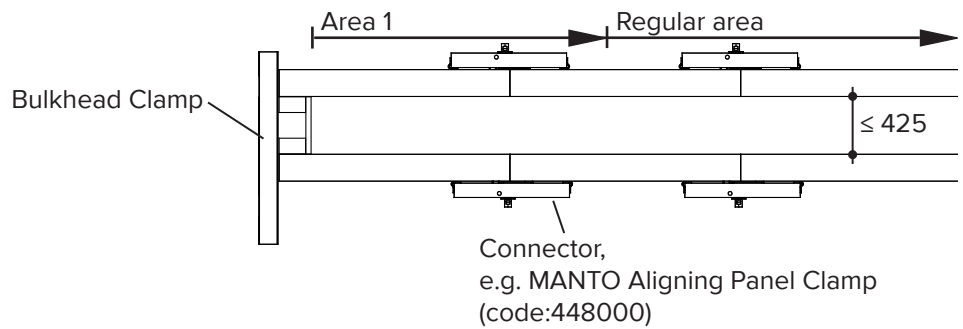 Area 1
Regular area
Bulkhead Clamp
≤ 425
Connector,
e.g. MANTO Aligning Panel Clamp
(code:448000)